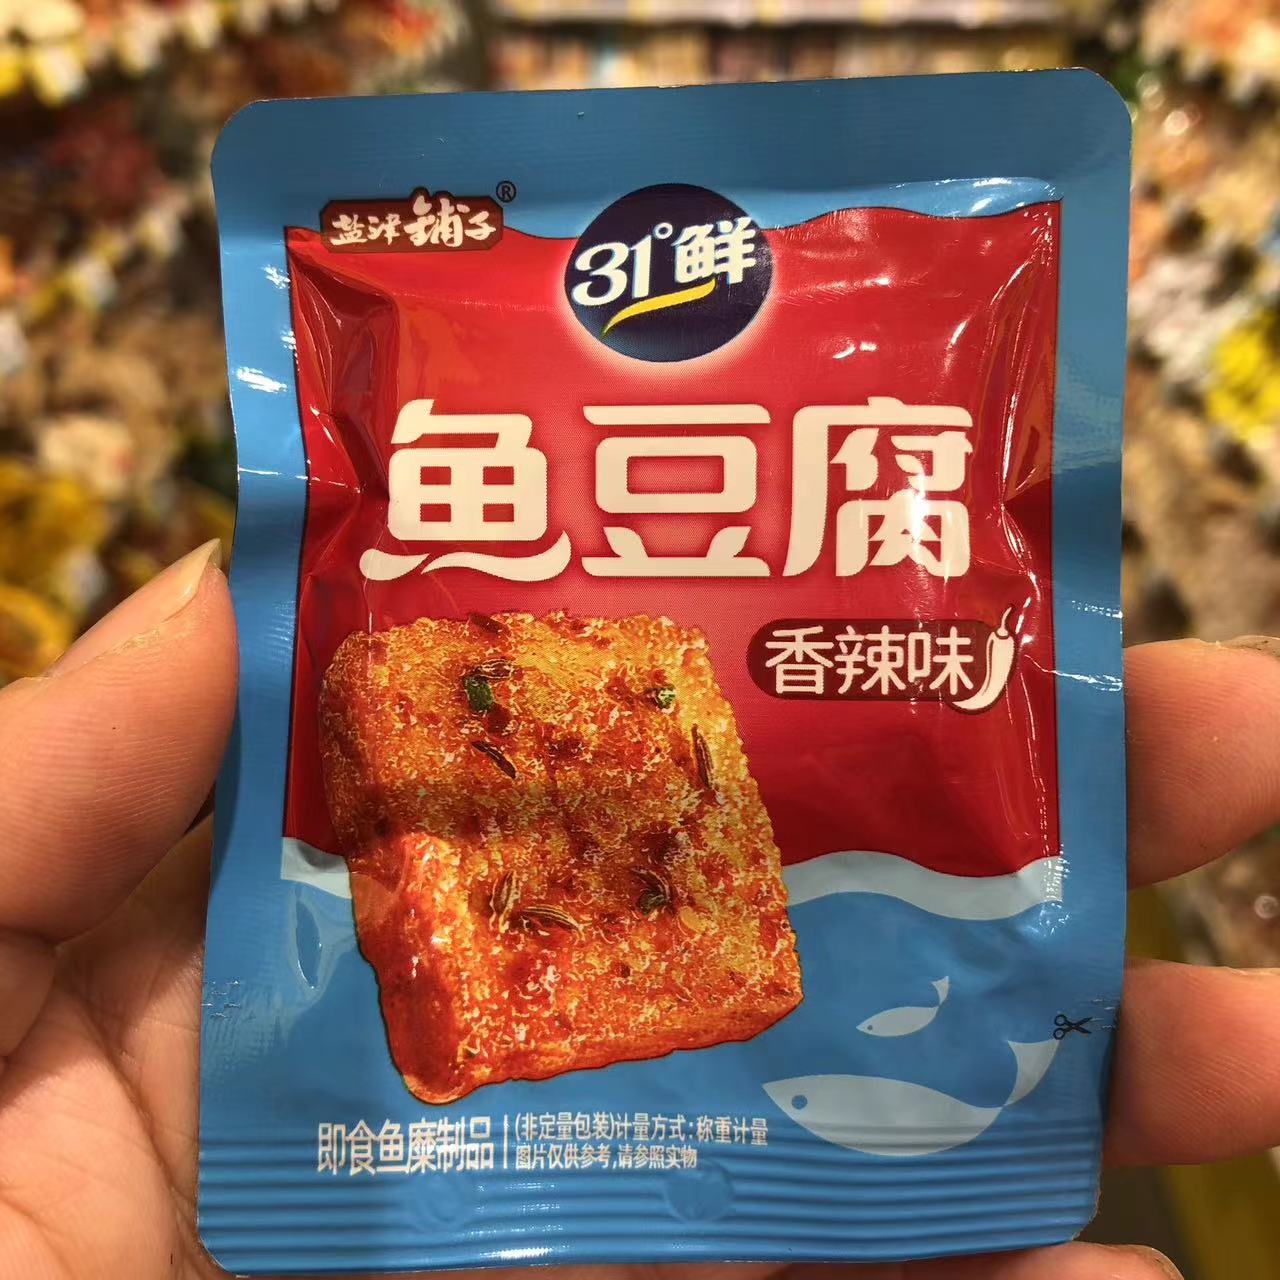 盐津铺子®
31°鲜
鱼豆腐
香辣味
即食鱼糜制品
(非定量包装)计量方式:称重计量
图片仅供参考,请参照实物